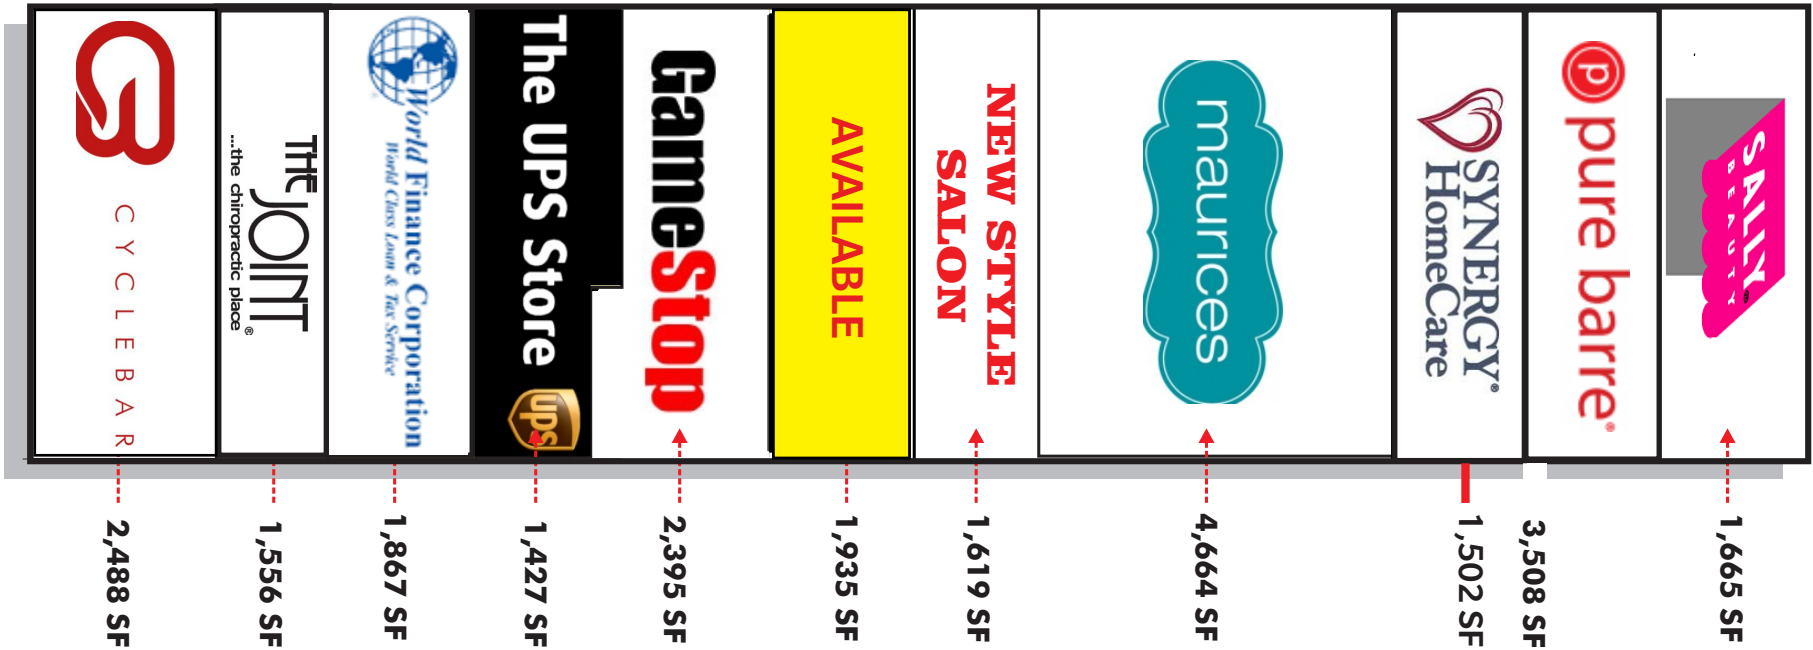 CB
CYCLEBAR
THE
JOINT®
...the chiropractic place
World Finance Corporation
World Class Loan & Tax Service
The UPS Store
ups
GameStop
AVAILABLE
NEW STYLE
SALON
maurices
SYNERGY®
HomeCare
p
pure barre®
SALLY®
BEAUTY
2,488 SF
1,556 SF
1,867 SF
1,427 SF
2,395 SF
1,935 SF
1,619 SF
4,664 SF
1,502 SF
3,508 SF
1,665 SF